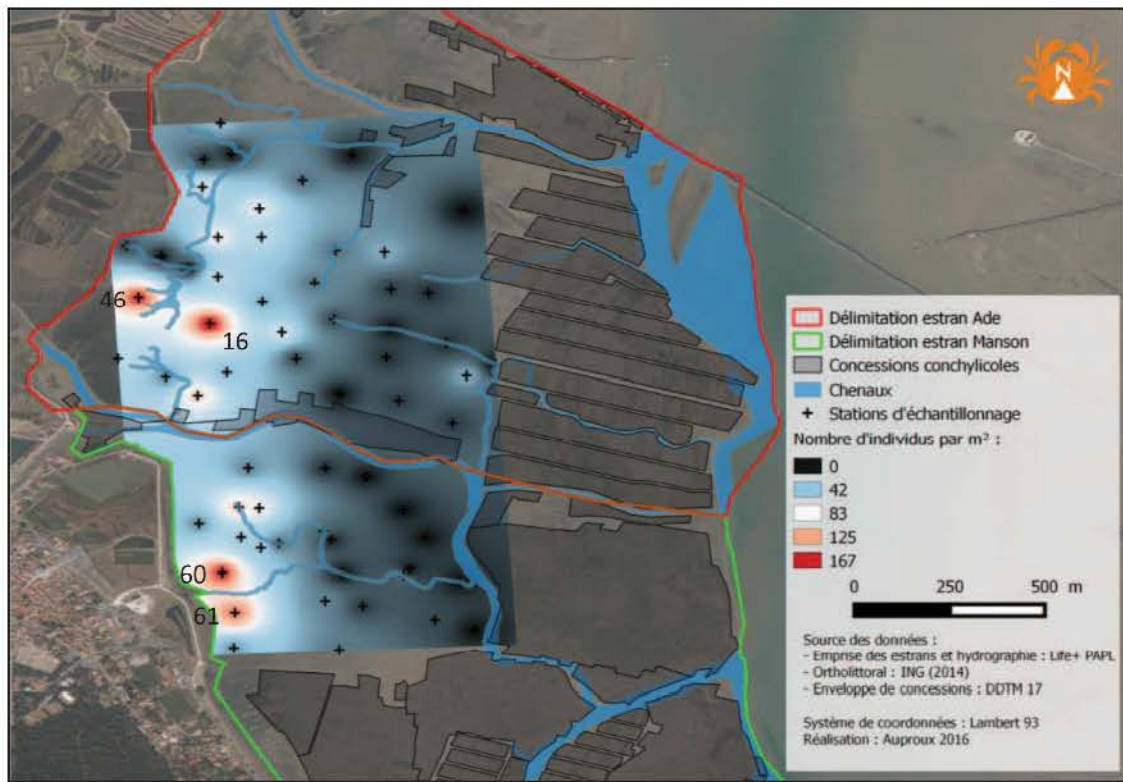 N
46
16
60
61
Délimitation estran Ade
Délimitation estran Manson
Concessions conchylicoles
Chenaux
Stations d'échantillonnage
Nombre d'individus par m² :
0
42
83
125
167
0 250 500 m
Source des données :
- Emprise des estrans et hydrographie : Life+ PAPL
- Ortholittoral : ING (2014)
- Enveloppe de concessions : DDTM 17
Système de coordonnées : Lambert 93
Réalisation : Auproux 2016